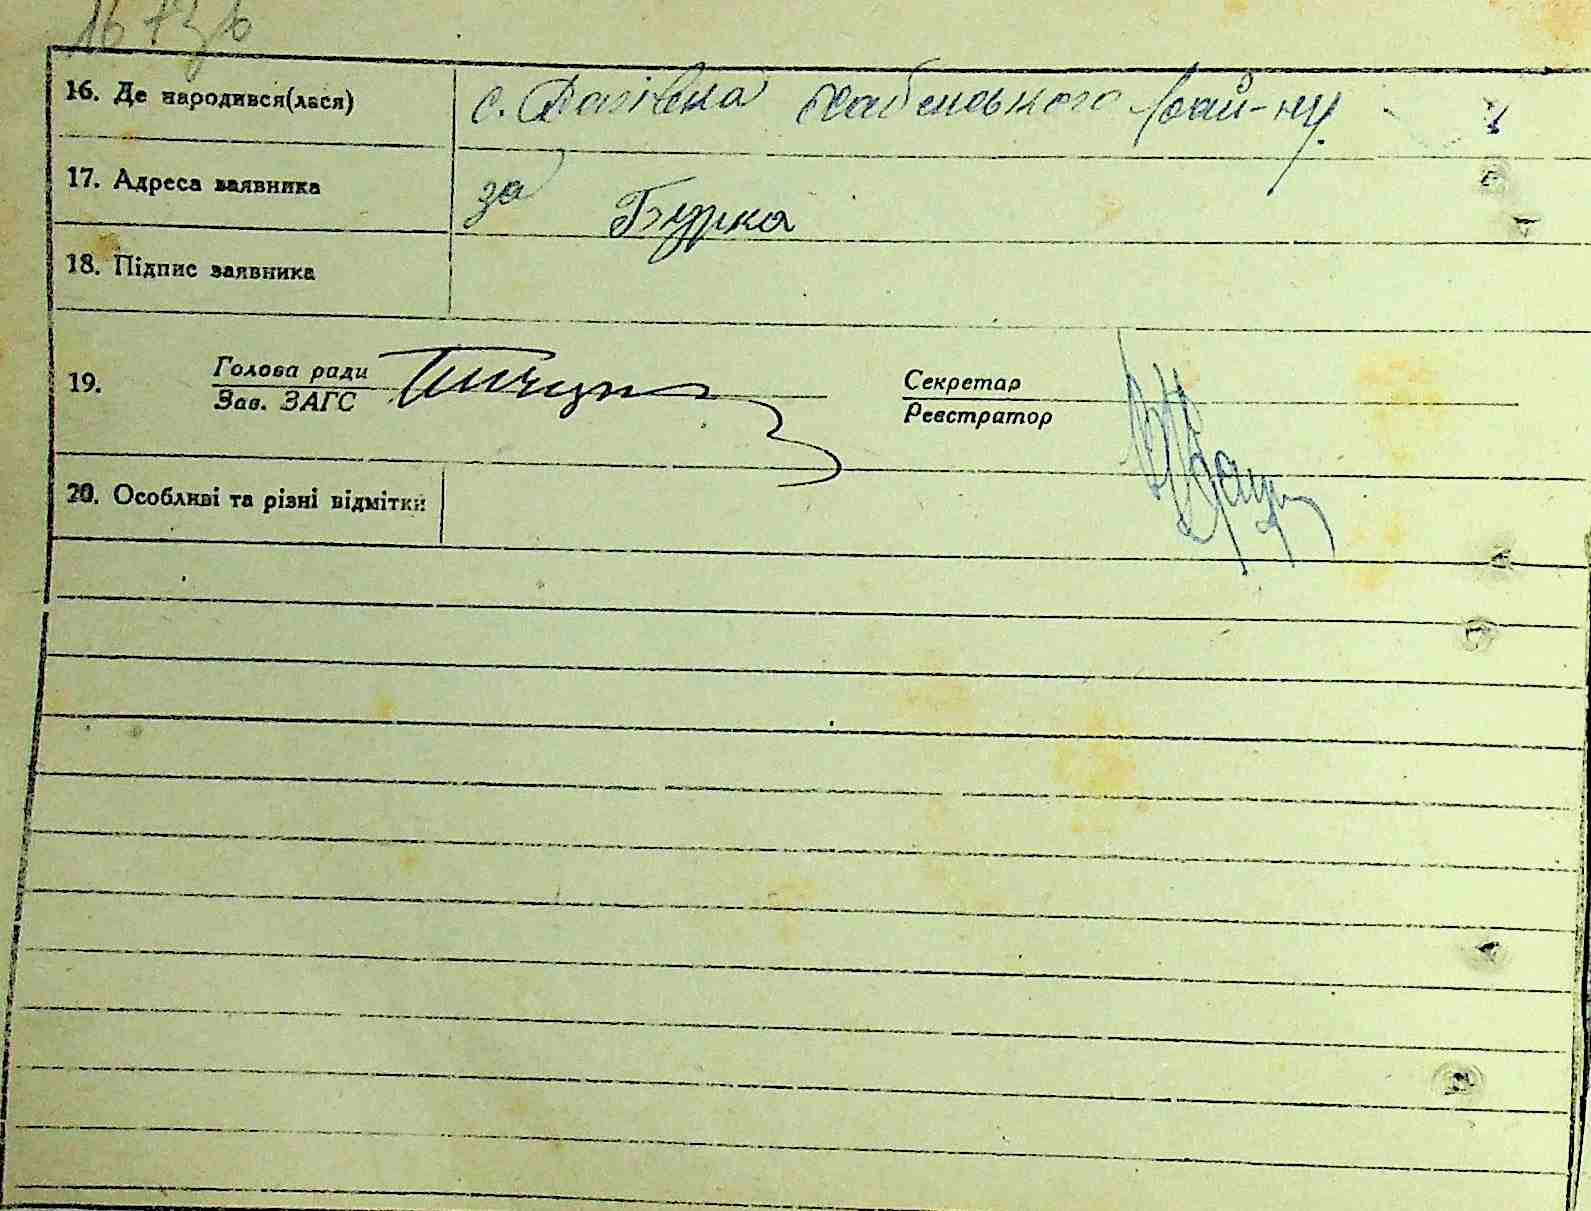 16. Де народився(лася) с. Хабенського рай-ну
17. Адреса заявника за Бурка
18. Підпис заявника
19. Голова ради
Зав. ЗАГС
Секретар
Реєстратор
20. Особливі та різні відмітки